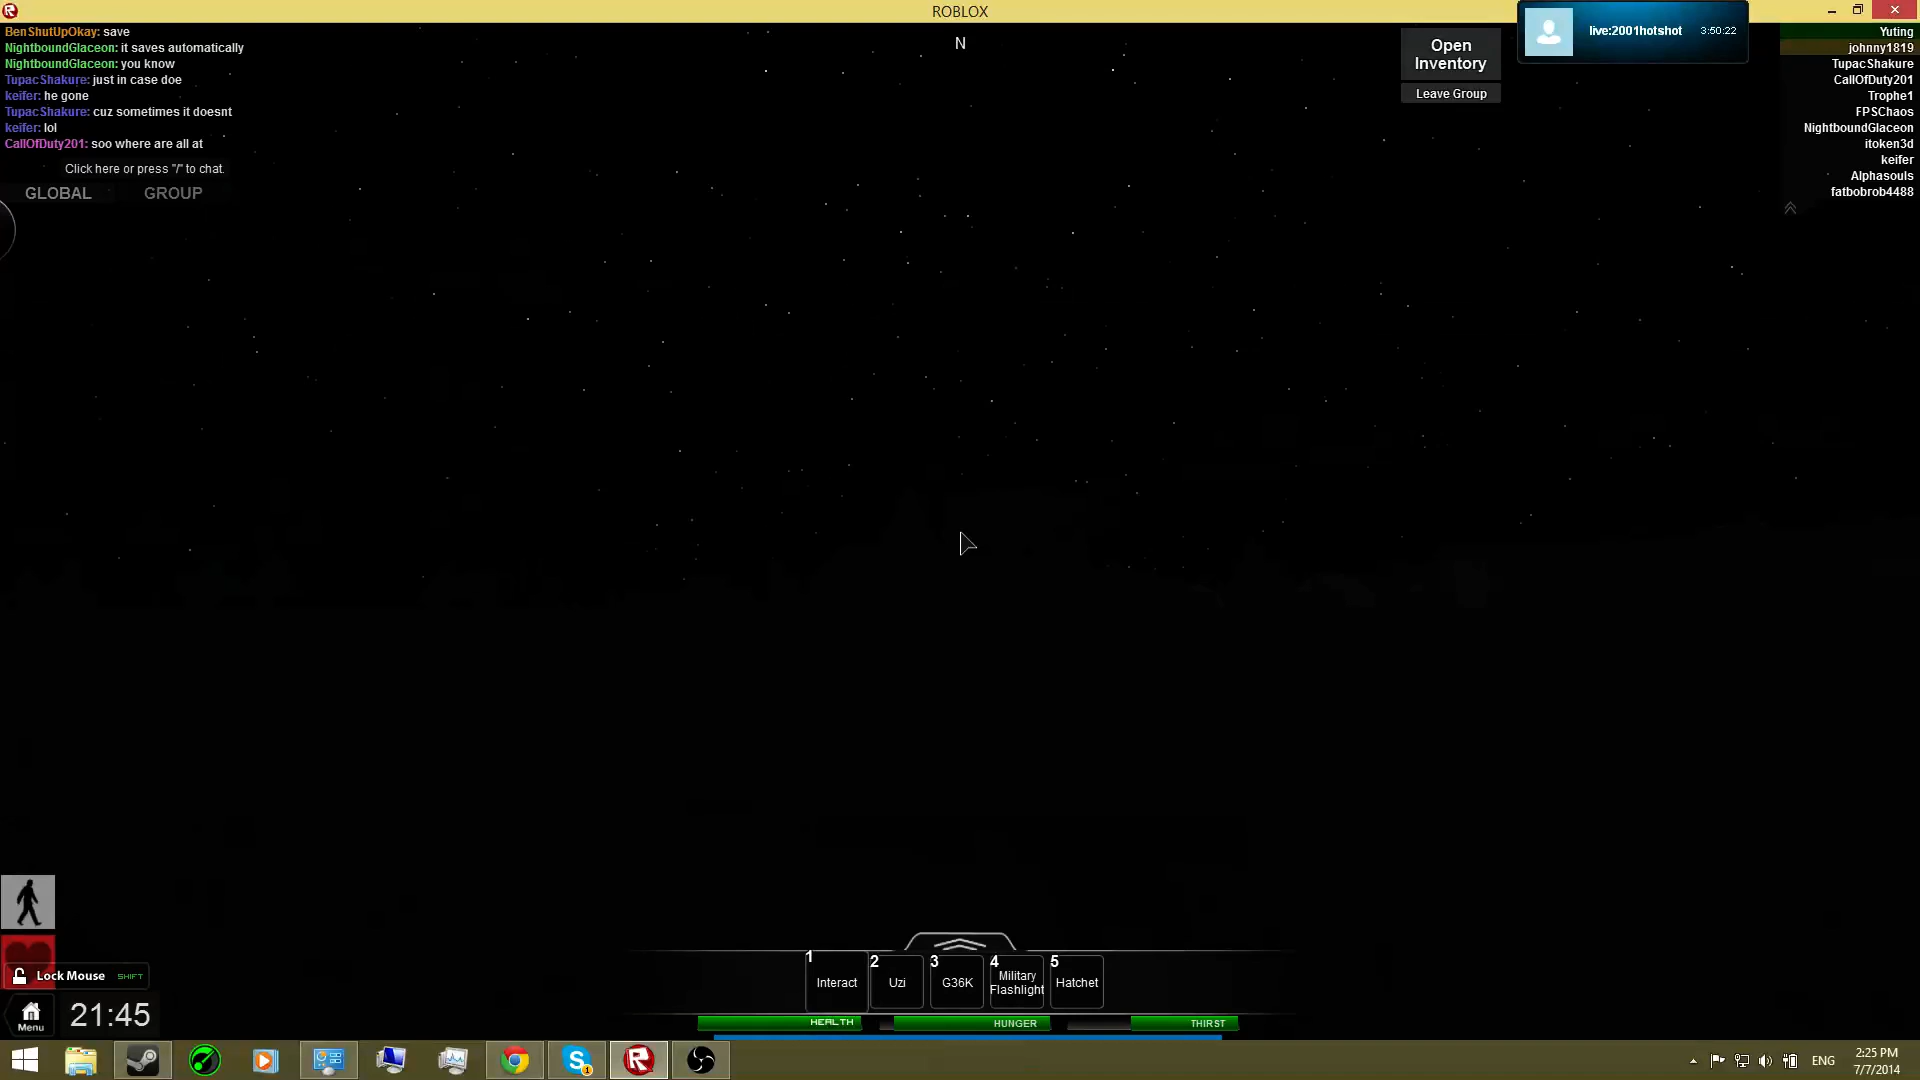 ROBLOX
BenShutUpOkay: save
NightboundGlaceon: it saves automatically
NightboundGlaceon: you know
TupacShakure: just in case doe
keifer: he gone
TupacShakure: cuz sometimes it doesnt
keifer: lol
CallOfDuty201: soo where are all at
Click here or press "/" to chat.
GLOBAL GROUP
N
Open
Inventory
Leave Group
live:2001hotshot 3:50:22
Yuting
johnny1819
TupacShakure
CallOfDuty201
Trophe1
FPSChaos
NightboundGlaceon
itoken3d
keifer
Alphasouls
fatbobrob4488
Lock Mouse SHIFT
Menu
21:45
1 Interact
2 Uzi
3 G36K
4 Military Flashlight
5 Hatchet
HEALTH HUNGER THIRST
ENG
2:25 PM
7/7/2014